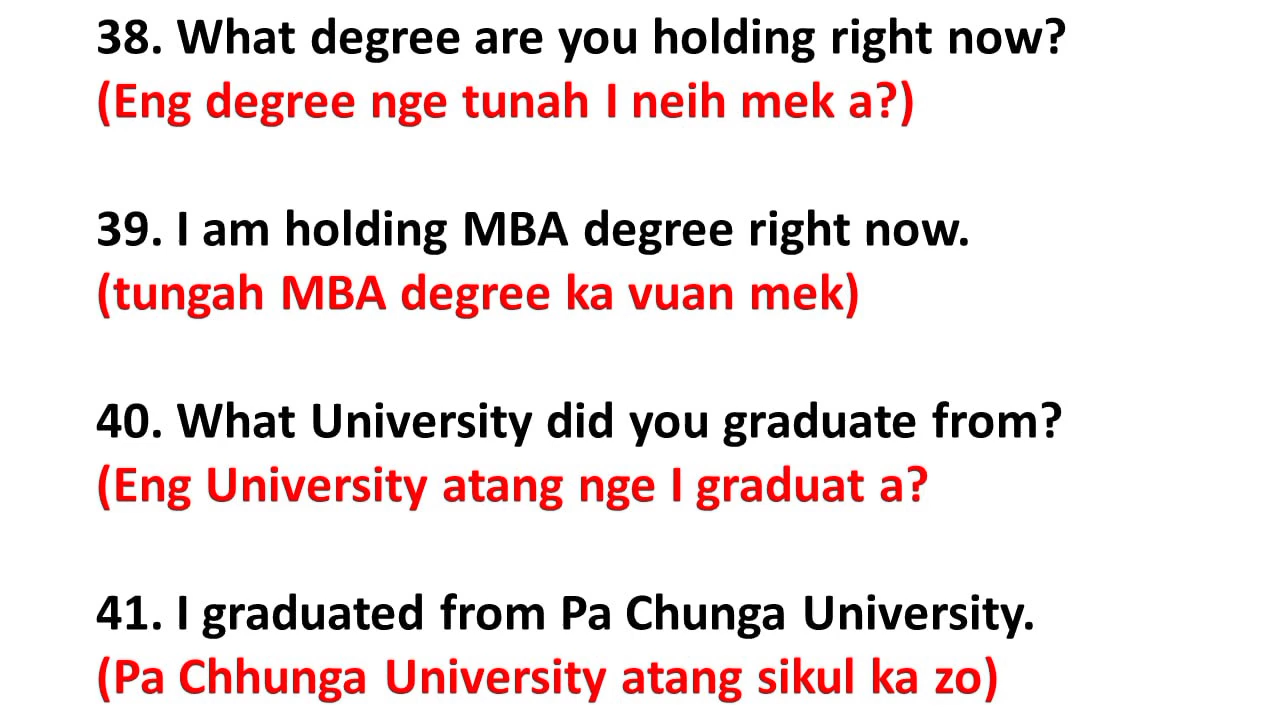 38. What degree are you holding right now?
(Eng degree nge tunah I neih mek a?)
39. I am holding MBA degree right now.
(tungah MBA degree ka vuan mek)
40. What University did you graduate from?
(Eng University atang nge I graduat a?
41. I graduated from Pa Chunga University.
(Pa Chhunga University atang sikul ka zo)